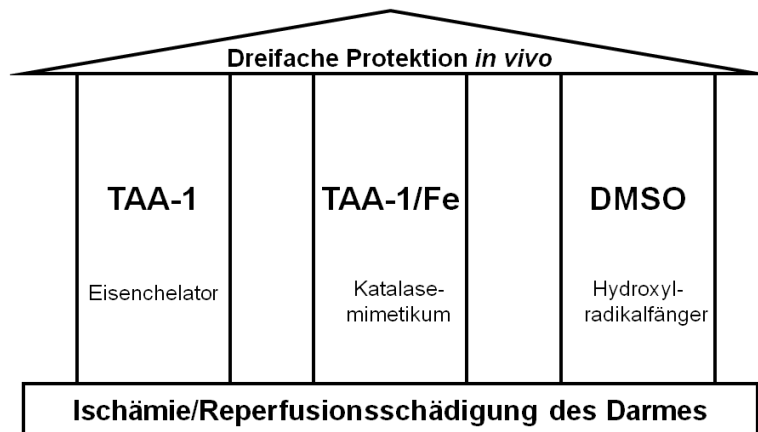 Dreifache Protektion in vivo
TAA-1
TAA-1/Fe
DMSO
Eisenchelator
Katalase-
mimetikum
Hydroxyl-
radikalfänger
Ischämie/Reperfusionsschädigung des Darmes